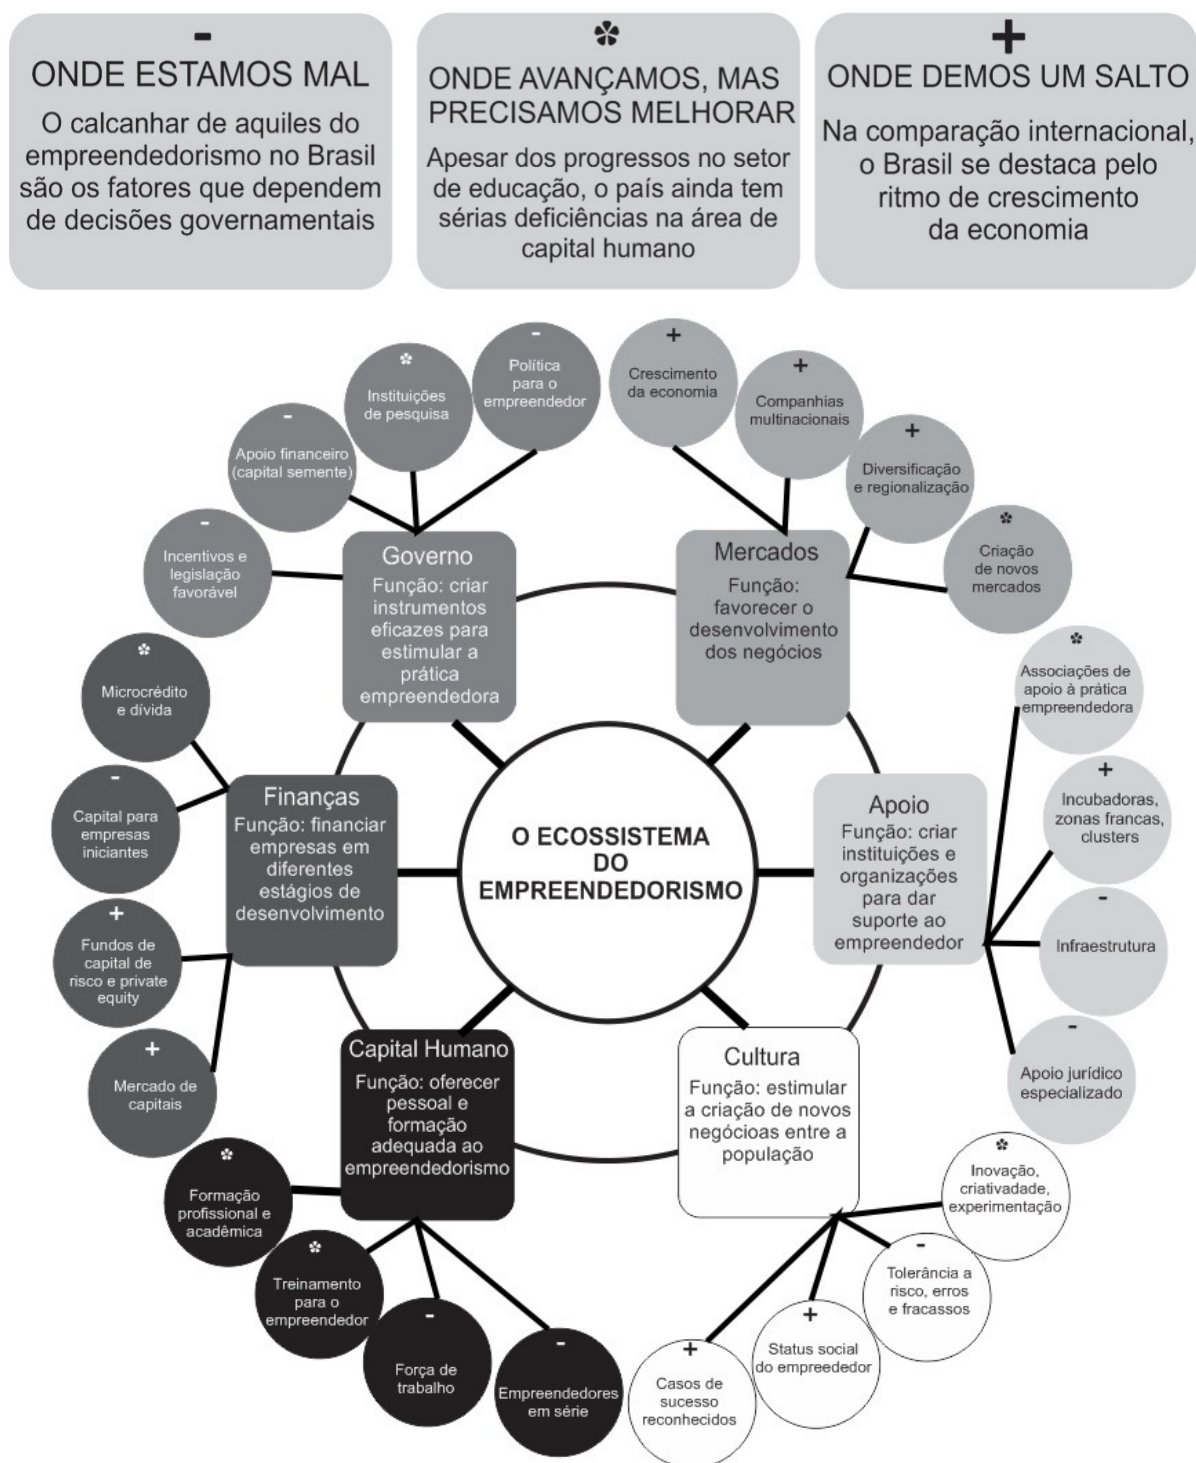 -
ONDE ESTAMOS MAL
O calcanhar de aquiles do
empreendedorismo no Brasil
são os fatores que dependem
de decisões governamentais
*
ONDE AVANÇAMOS, MAS
PRECISAMOS MELHORAR
Apesar dos progressos no setor
de educação, o país ainda tem
sérias deficiências na área de
capital humano
+
ONDE DEMOS UM SALTO
Na comparação internacional,
o Brasil se destaca pelo
ritmo de crescimento
da economia
-
Política
para o
empreendedor
*
Instituições
de pesquisa
-
Apoio financeiro
(capital semente)
-
Incentivos e
legislação
favorável
Governo
Função: criar
instrumentos
eficazes para
estimular a
prática
empreendedora
+
Crescimento
da economia
+
Companhias
multinacionais
+
Diversificação
e regionalização
*
Criação
de novos
mercados
Mercados
Função:
favorecer o
desenvolvimento
dos negócios
*
Microcrédito
e dívida
-
Capital para
empresas
iniciantes
+
Fundos de
capital de
risco e private
equity
+
Mercado de
capitais
Finanças
Função: financiar
empresas em
diferentes
estágios de
desenvolvimento
O ECOSSISTEMA
DO
EMPREENDEDORISMO
Apoio
Função: criar
instituições e
organizações
para dar
suporte ao
empreendedor
*
Associações de
apoio à prática
empreendedora
+
Incubadoras,
zonas francas,
clusters
-
Infraestrutura
-
Apoio jurídico
especializado
Capital Humano
Função: oferecer
pessoal e
formação
adequada ao
empreendedorismo
*
Formação
profissional e
acadêmica
*
Treinamento
para o
empreendedor
-
Força de
trabalho
-
Empreendedores
em série
Cultura
Função: estimular
a criação de novos
negócioas entre a
população
*
Inovação,
criativadade,
experimentação
-
Tolerância a
risco, erros
e fracassos
+
Status social
do empreededor
+
Casos de
sucesso
reconhecidos